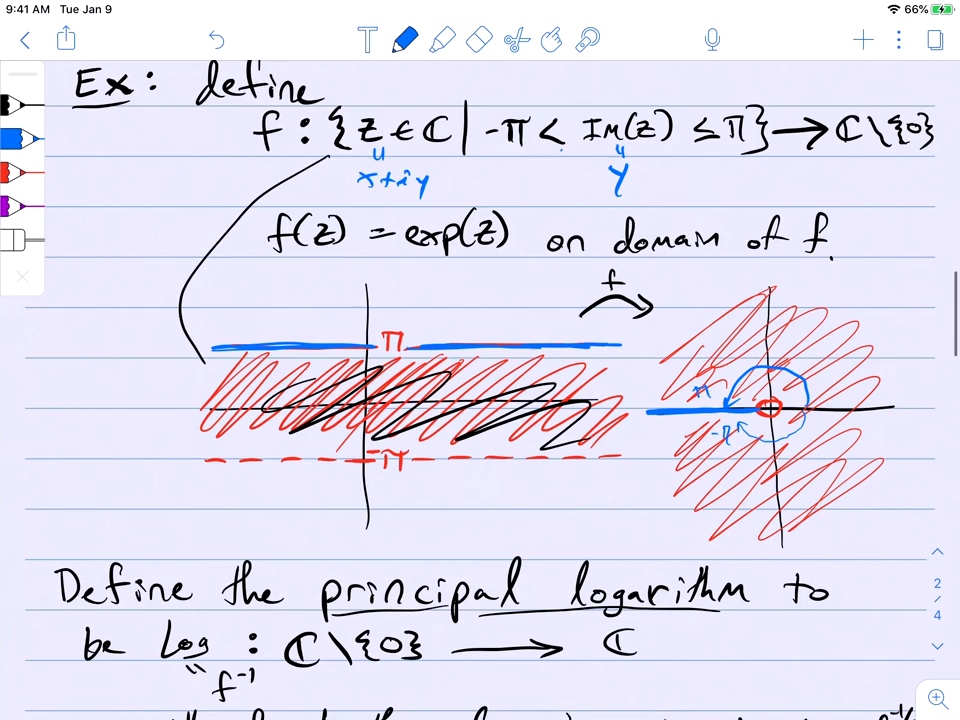 9:41 AM Tue Jan 9
66%
Ex: define
f : {z ∈ ℂ | -π < Im(z) ≤ π} → ℂ\{0}
x+iy y
f(z) = exp(z) on domain of f.
f
π
π
-π
-π
Define the principal logarithm to
be Log : ℂ\{0} → ℂ
f⁻¹
2
/
4